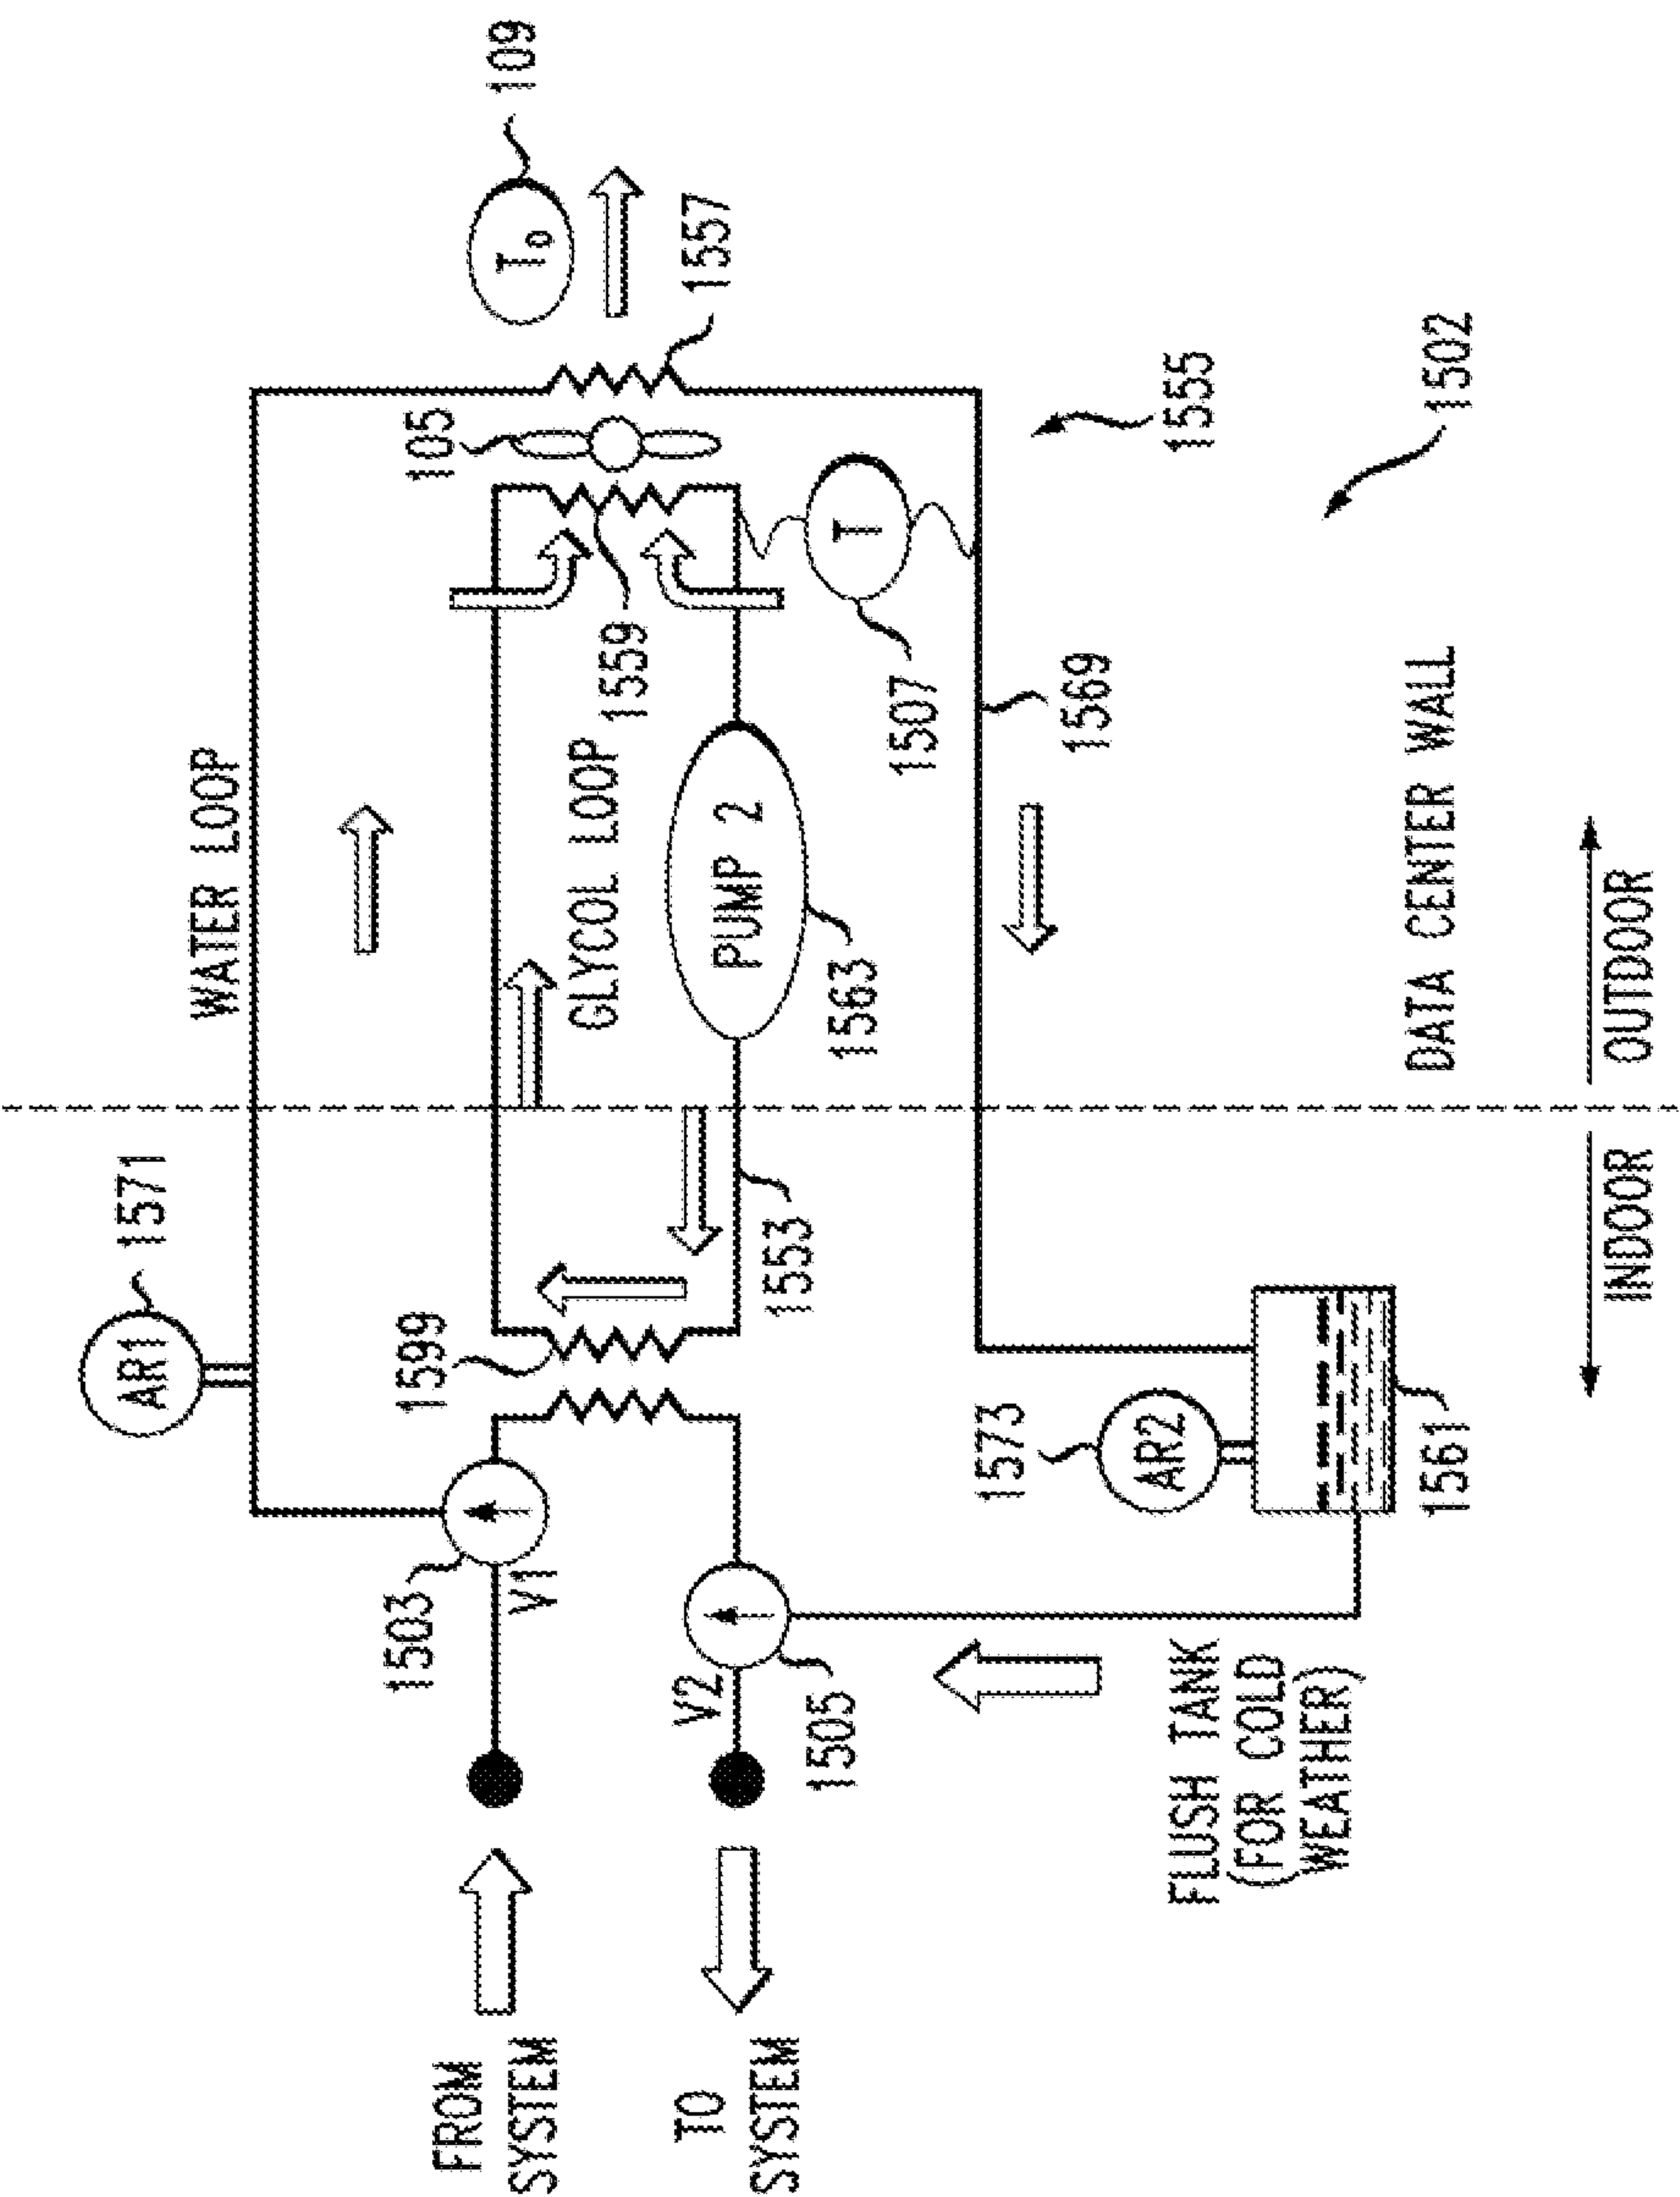 109
T0
1557
105
WATER LOOP
1555
1502
1559
GLYCOL LOOP
T
1507
1569
PUMP 2
1563
DATA CENTER WALL
OUTDOOR
INDOOR
AR1
1571
1599
1553
1503
V1
V2
1505
1573
AR2
1561
FLUSH TANK
(FOR COLD
WEATHER)
FROM
SYSTEM
TO
SYSTEM